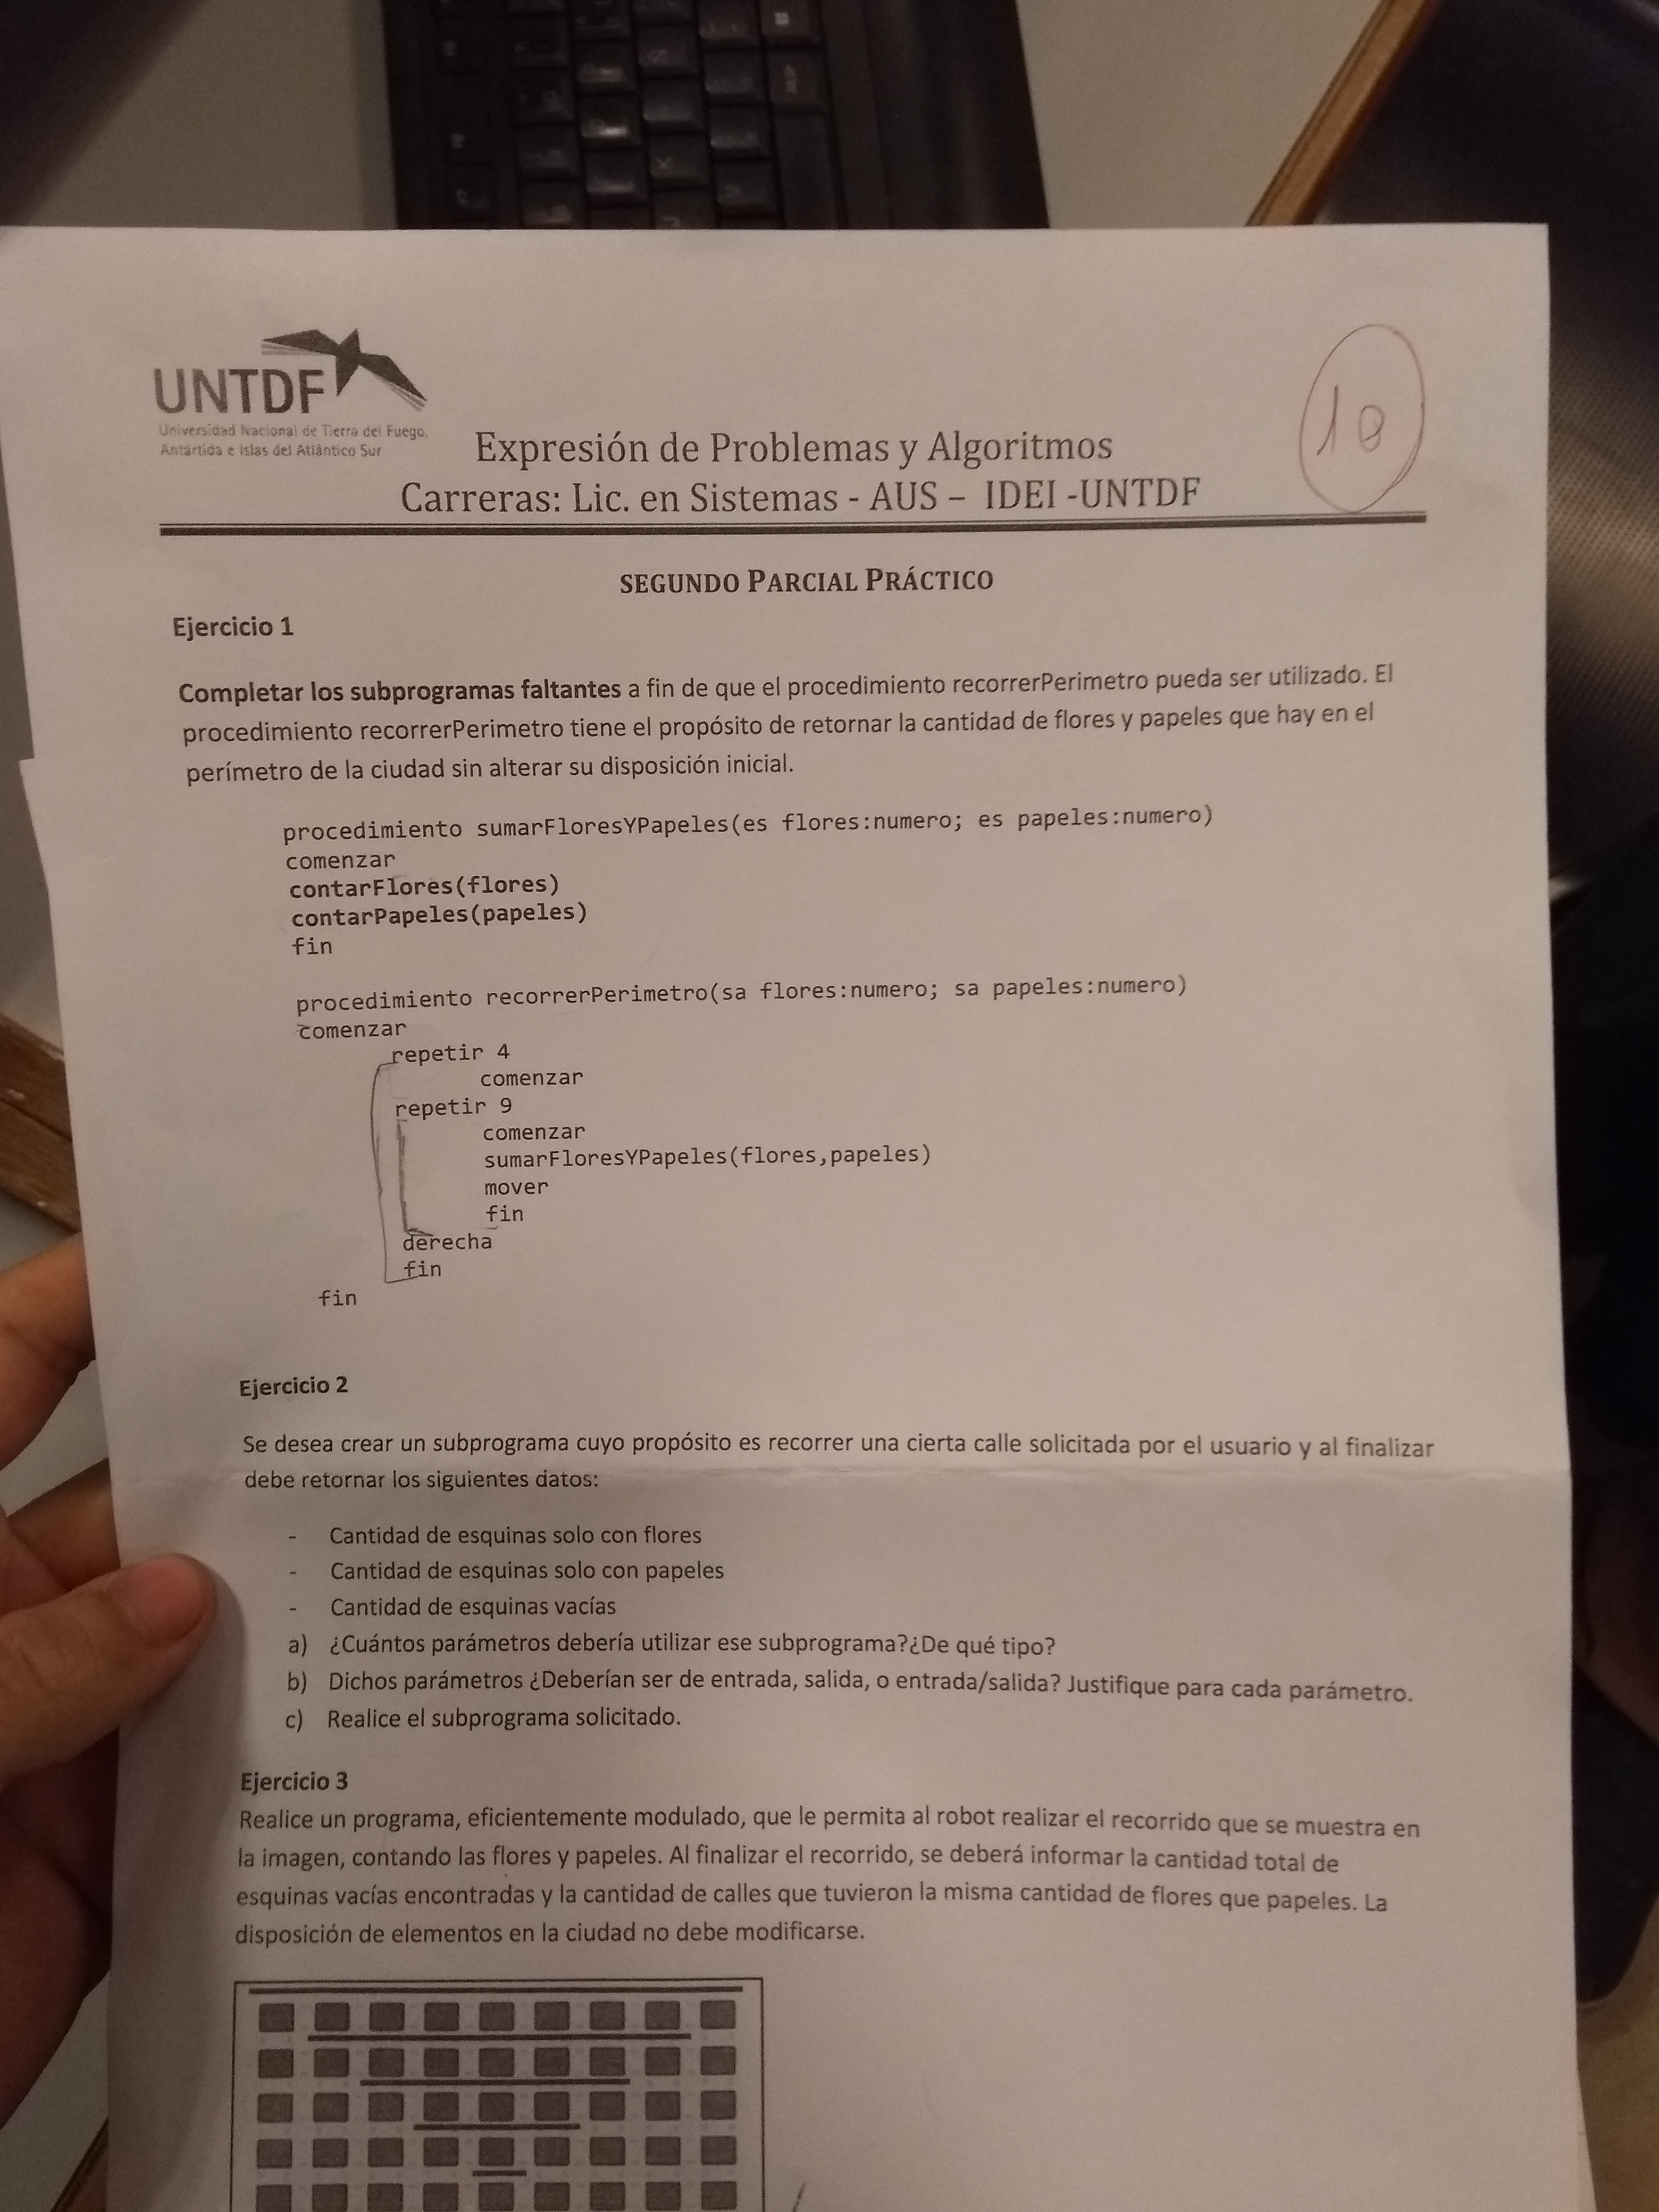 UNTDF
Universidad Nacional de Tierra del Fuego,
Antártida e Islas del Atlántico Sur
Expresión de Problemas y Algoritmos
Carreras: Lic. en Sistemas - AUS – IDEI -UNTDF
10
SEGUNDO PARCIAL PRÁCTICO
Ejercicio 1
Completar los subprogramas faltantes a fin de que el procedimiento recorrerPerimetro pueda ser utilizado. El
procedimiento recorrerPerimetro tiene el propósito de retornar la cantidad de flores y papeles que hay en el
perímetro de la ciudad sin alterar su disposición inicial.
procedimiento sumarFloresYPapeles(es flores:numero; es papeles:numero)
comenzar
contarFlores(flores)
contarPapeles(papeles)
fin
procedimiento recorrerPerimetro(sa flores:numero; sa papeles:numero)
comenzar
repetir 4
comenzar
repetir 9
comenzar
sumarFloresYPapeles(flores,papeles)
mover
fin
derecha
fin
fin
Ejercicio 2
Se desea crear un subprograma cuyo propósito es recorrer una cierta calle solicitada por el usuario y al finalizar
debe retornar los siguientes datos:
- Cantidad de esquinas solo con flores
- Cantidad de esquinas solo con papeles
- Cantidad de esquinas vacías
a) ¿Cuántos parámetros debería utilizar ese subprograma?¿De qué tipo?
b) Dichos parámetros ¿Deberían ser de entrada, salida, o entrada/salida? Justifique para cada parámetro.
c) Realice el subprograma solicitado.
Ejercicio 3
Realice un programa, eficientemente modulado, que le permita al robot realizar el recorrido que se muestra en
la imagen, contando las flores y papeles. Al finalizar el recorrido, se deberá informar la cantidad total de
esquinas vacías encontradas y la cantidad de calles que tuvieron la misma cantidad de flores que papeles. La
disposición de elementos en la ciudad no debe modificarse.